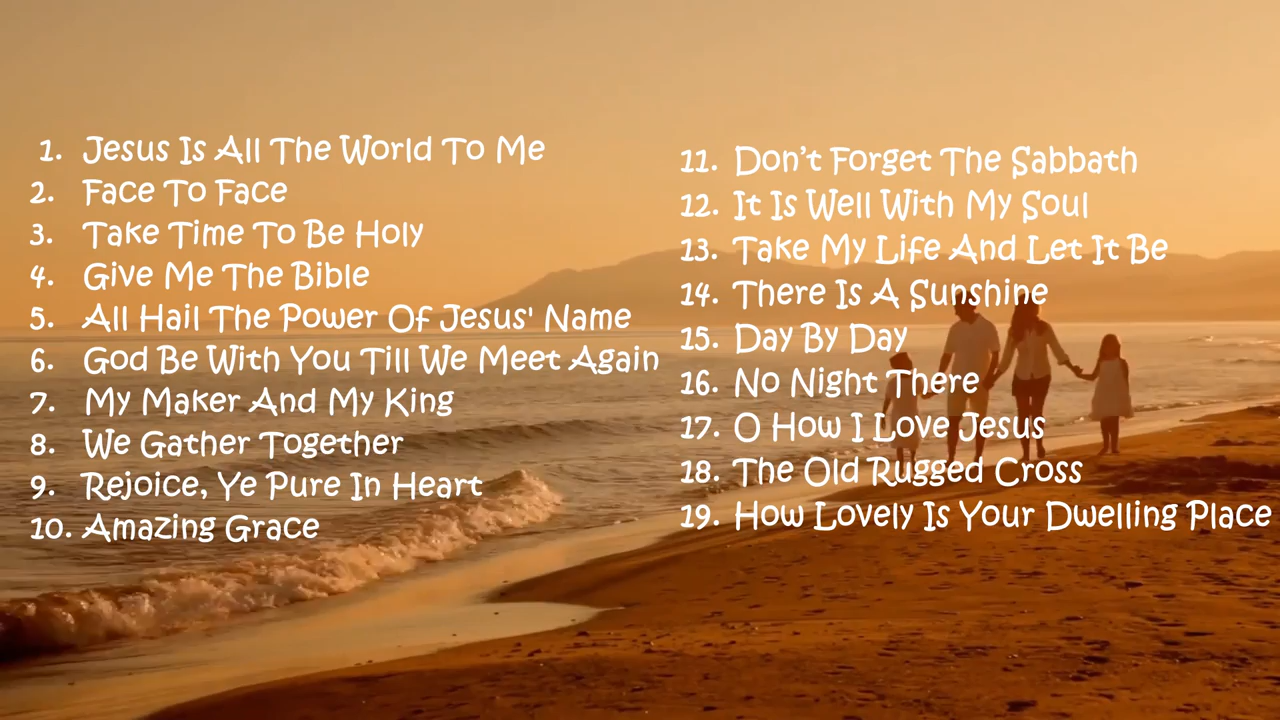 1. Jesus Is All The World To Me
2. Face To Face
3. Take Time To Be Holy
4. Give Me The Bible
5. All Hail The Power Of Jesus' Name
6. God Be With You Till We Meet Again
7. My Maker And My King
8. We Gather Together
9. Rejoice, Ye Pure In Heart
10. Amazing Grace
11. Don’t Forget The Sabbath
12. It Is Well With My Soul
13. Take My Life And Let It Be
14. There Is A Sunshine
15. Day By Day
16. No Night There
17. O How I Love Jesus
18. The Old Rugged Cross
19. How Lovely Is Your Dwelling Place